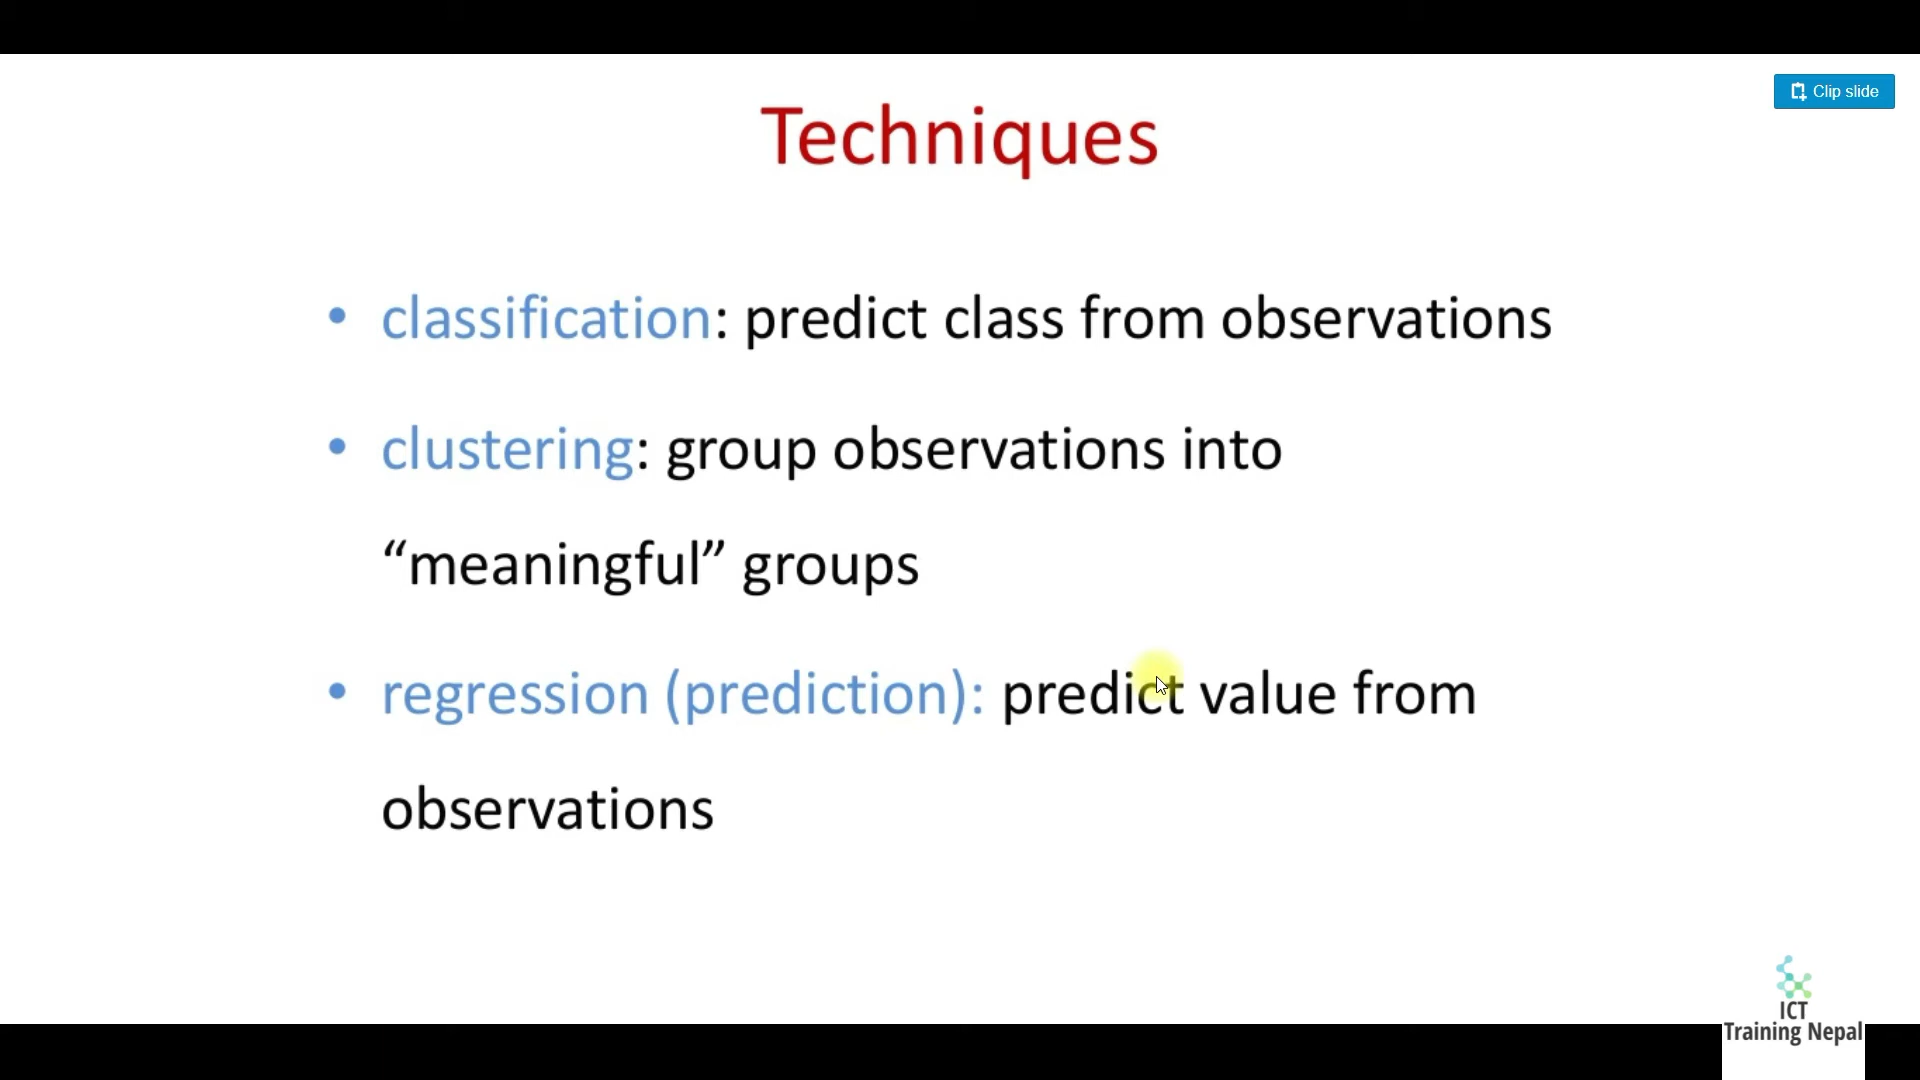 Clip slide
Techniques
• classification: predict class from observations
• clustering: group observations into
“meaningful” groups
• regression (prediction): predict value from
observations
ICT
Training Nepal